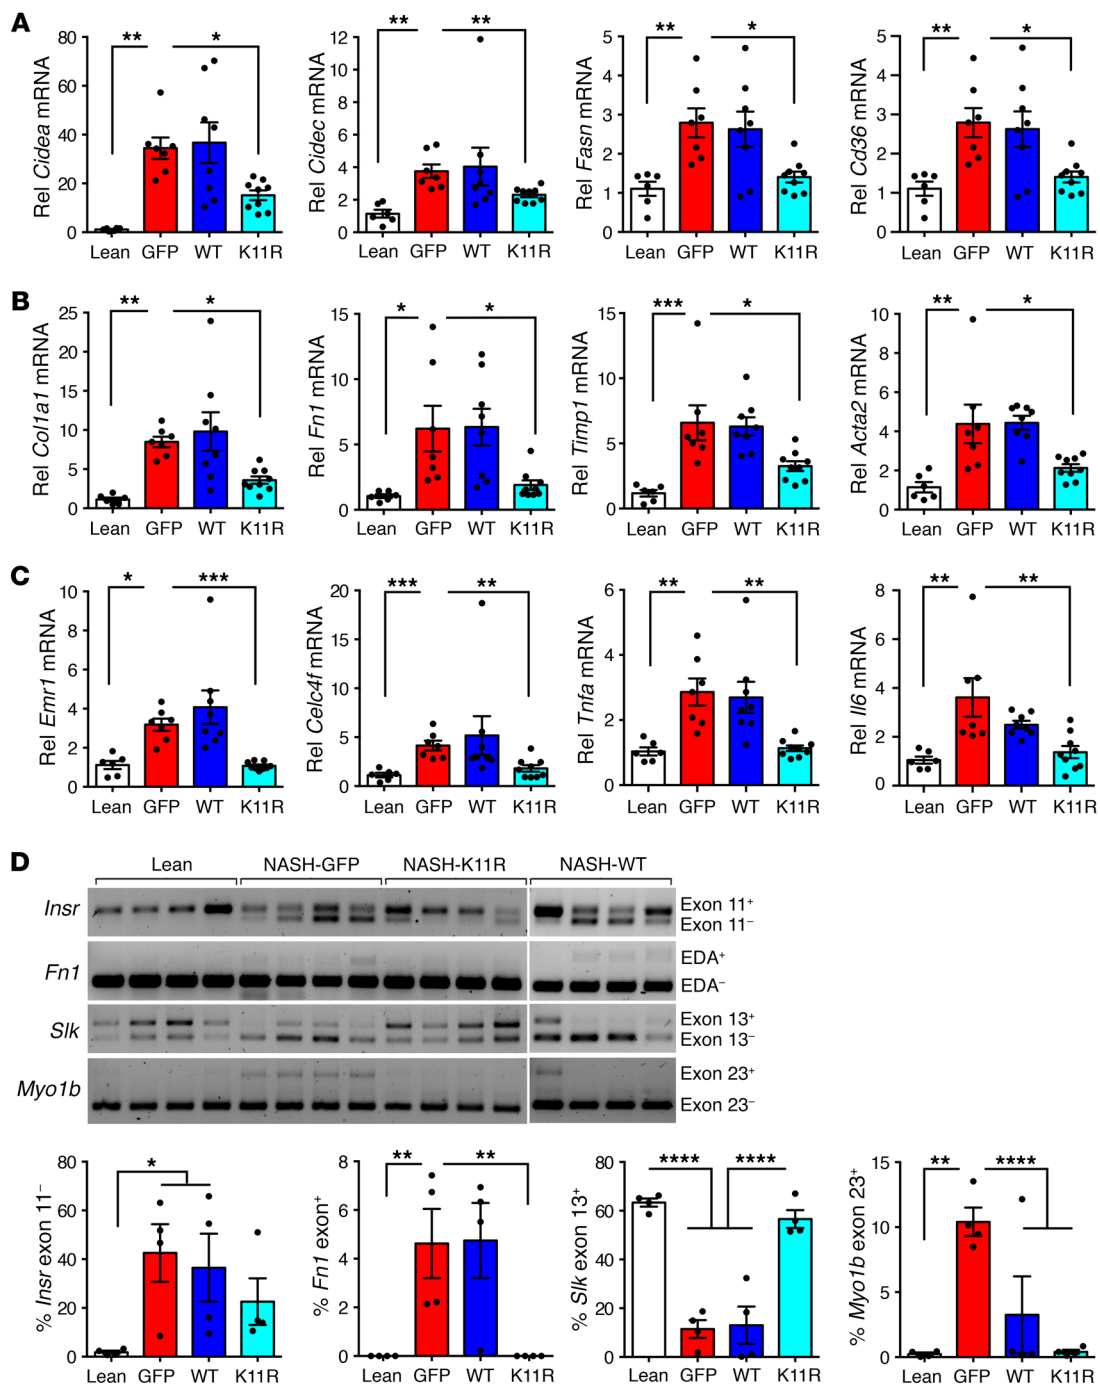 A
Rel Cidea mRNA
80
60
40
20
0
**
*
Lean GFP WT K11R
Rel Cidec mRNA
12
10
8
6
4
2
0
**
**
Lean GFP WT K11R
Rel Fasn mRNA
5
4
3
2
1
0
**
*
Lean GFP WT K11R
Rel Cd36 mRNA
5
4
3
2
1
0
**
*
Lean GFP WT K11R
B
Rel Col1a1 mRNA
25
20
15
10
5
0
**
*
Lean GFP WT K11R
Rel Fn1 mRNA
15
10
5
0
*
*
Lean GFP WT K11R
Rel Timp1 mRNA
15
10
5
0
***
*
Lean GFP WT K11R
Rel Acta2 mRNA
10
8
6
4
2
0
**
*
Lean GFP WT K11R
C
Rel Emr1 mRNA
10
8
6
4
2
0
*
***
Lean GFP WT K11R
Rel Celc4f mRNA
20
15
10
5
0
***
**
Lean GFP WT K11R
Rel Tnfa mRNA
6
4
2
0
**
**
Lean GFP WT K11R
Rel Il6 mRNA
8
6
4
2
0
**
**
Lean GFP WT K11R
D
Lean NASH-GFP NASH-K11R NASH-WT
Insr
Exon 11+
Exon 11−
Fn1
EDA+
EDA−
Slk
Exon 13+
Exon 13−
Myo1b
Exon 23+
Exon 23−
% Insr exon 11−
80
60
40
20
0
*
Lean GFP WT K11R
% Fn1 exon+
8
6
4
2
0
**
**
Lean GFP WT K11R
% Slk exon 13+
80
60
40
20
0
****
****
Lean GFP WT K11R
% Myo1b exon 23+
15
10
5
0
**
****
Lean GFP WT K11R